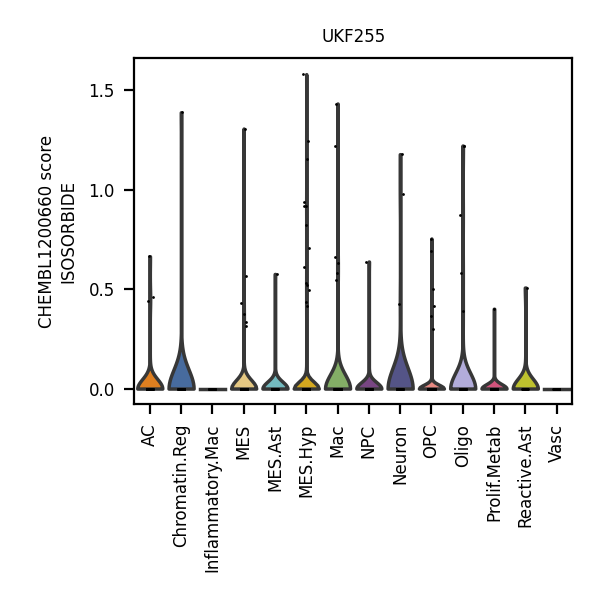 UKF255
CHEMBL1200660 score
ISOSORBIDE
1.5
1.0
0.5
0.0
AC
Chromatin.Reg
Inflammatory.Mac
MES
MES.Ast
MES.Hyp
Mac
NPC
Neuron
OPC
Oligo
Prolif.Metab
Reactive.Ast
Vasc